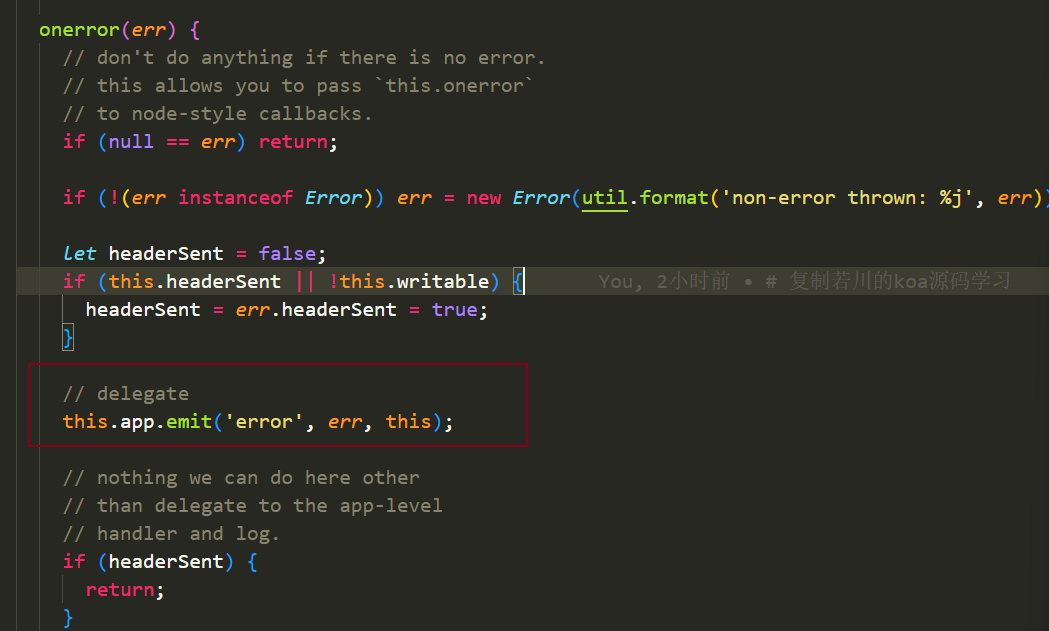 onerror(err) {
// don't do anything if there is no error.
// this allows you to pass `this.onerror`
// to node-style callbacks.
if (null == err) return;
if (!(err instanceof Error)) err = new Error(util.format('non-error thrown: %j', err))
let headerSent = false;
if (this.headerSent || !this.writable) { You, 2小时前 • # 复制若川的koa源码学习
headerSent = err.headerSent = true;
}
// delegate
this.app.emit('error', err, this);
// nothing we can do here other
// than delegate to the app-level
// handler and log.
if (headerSent) {
return;
}